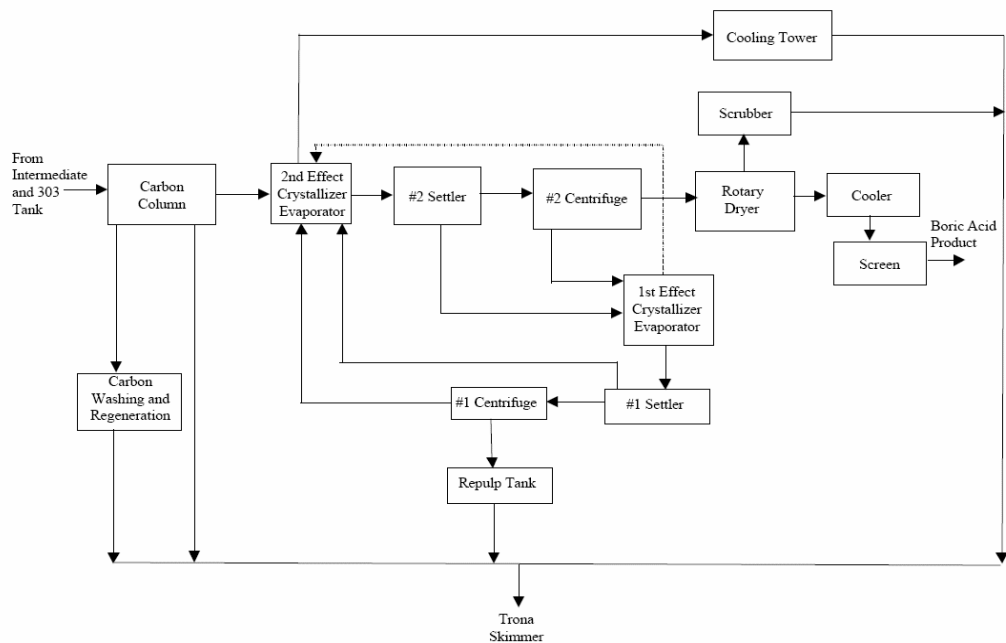 Cooling Tower
Scrubber
From
Intermediate
and 303
Tank
Carbon
Column
2nd Effect
Crystallizer
Evaporator
#2 Settler
#2 Centrifuge
Rotary
Dryer
Cooler
Boric Acid
Product
Screen
1st Effect
Crystallizer
Evaporator
Carbon
Washing and
Regeneration
#1 Centrifuge
#1 Settler
Repulp Tank
Trona
Skimmer